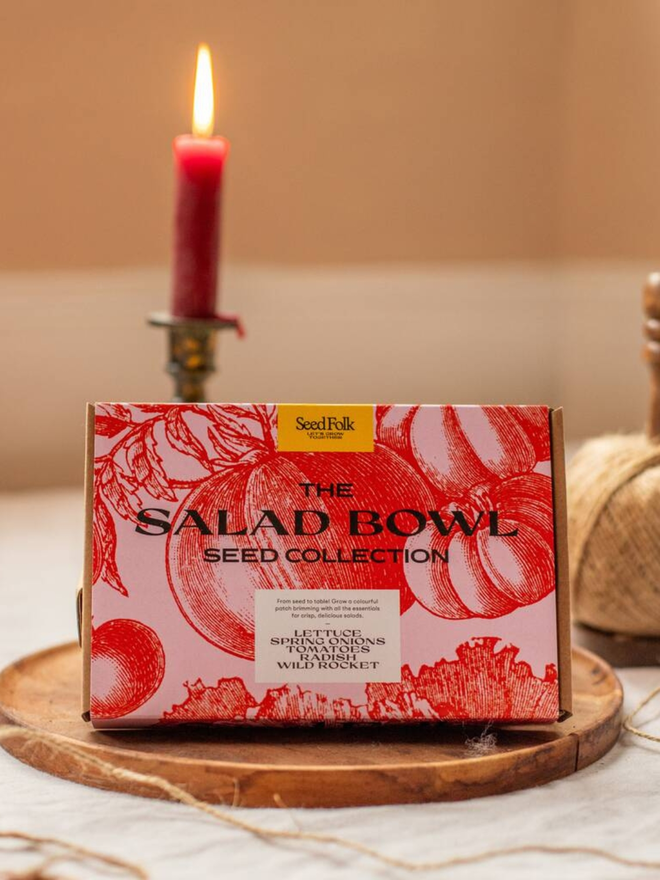 SeedFolk
LET'S GROW
TOGETHER
THE
SALAD BOWL
SEED COLLECTION
From seed to table! Grow a colourful
patch brimming with all the essentials
for crisp, delicious salads.
–
LETTUCE
SPRING ONIONS
TOMATOES
RADISH
WILD ROCKET